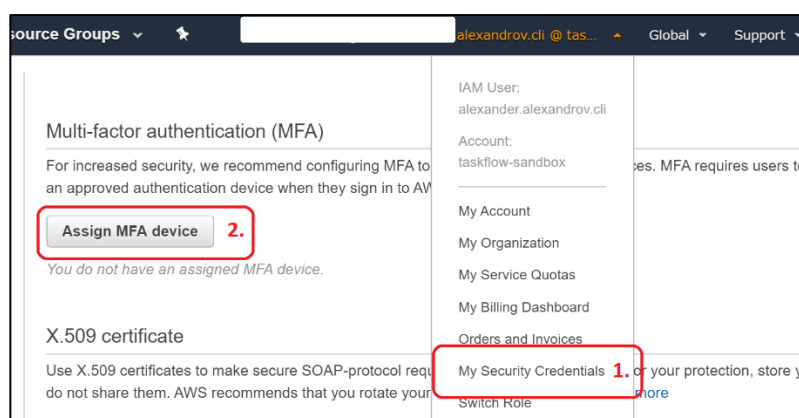 ource Groups
alexandrov.cli @ tas...
Global
Support
IAM User:
alexander.alexandrov.cli
Account:
taskflow-sandbox
My Account
My Organization
My Service Quotas
My Billing Dashboard
Orders and Invoices
My Security Credentials 1.
Switch Role
Multi-factor authentication (MFA)
For increased security, we recommend configuring MFA to
ces. MFA requires users t
an approved authentication device when they sign in to AW
Assign MFA device 2.
You do not have an assigned MFA device.
X.509 certificate
Use X.509 certificates to make secure SOAP-protocol requ
or your protection, store y
do not share them. AWS recommends that you rotate your
more